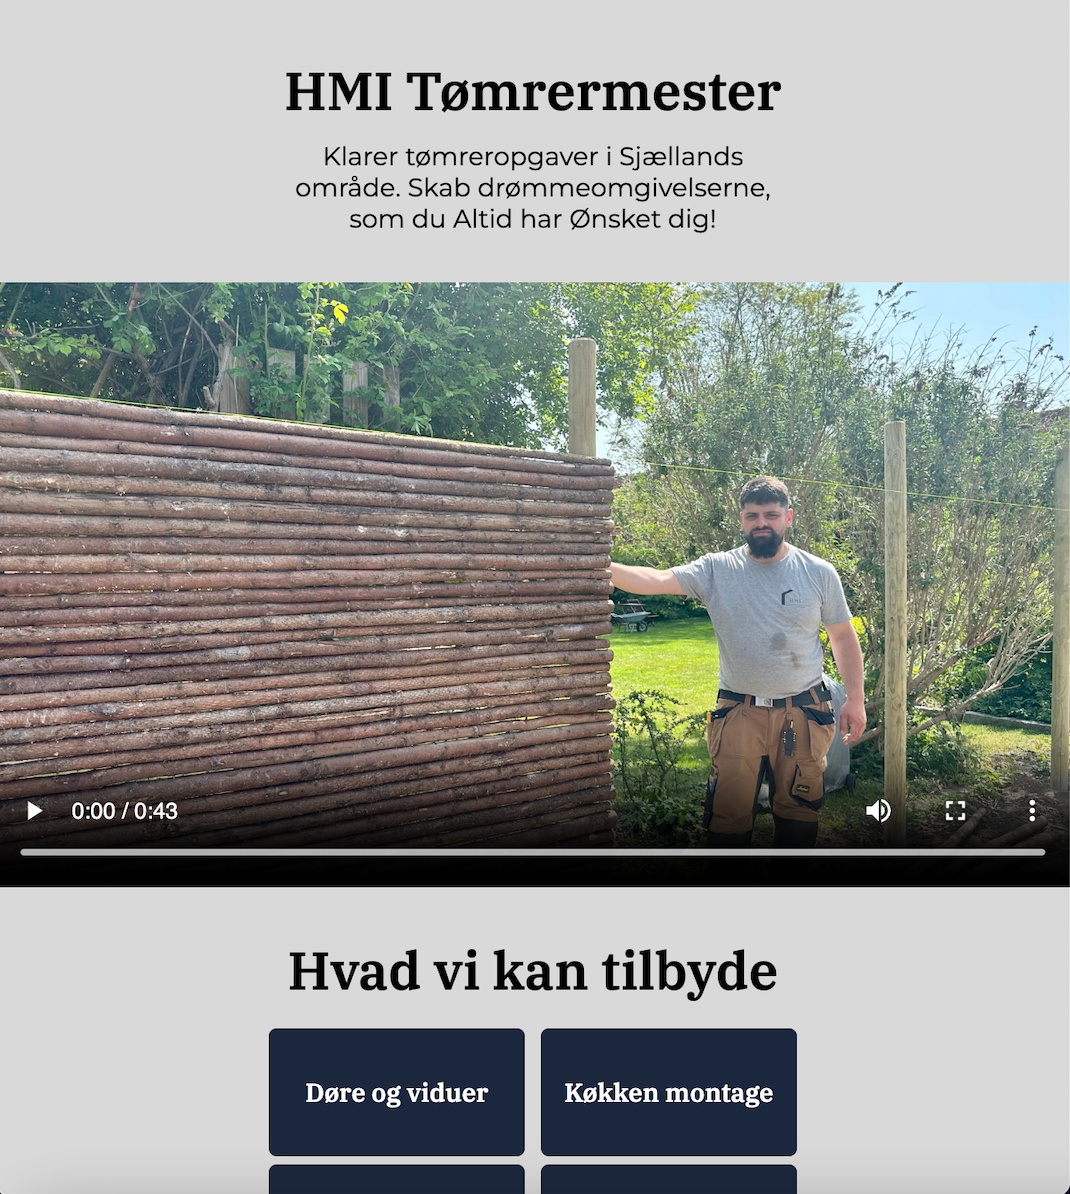 HMI Tømrermester
Klarer tømreropgaver i Sjællands
område. Skab drømmeomgivelserne,
som du Altid har Ønsket dig!
HMI
0:00 / 0:43
Hvad vi kan tilbyde
Døre og viduer
Køkken montage